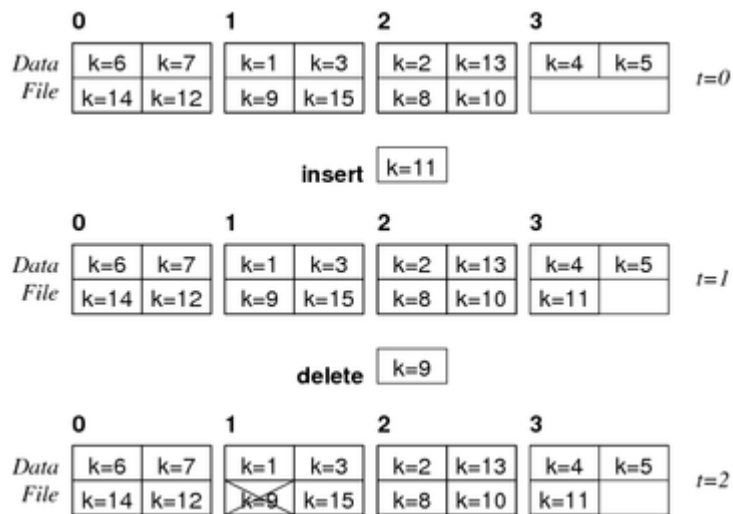 0 1 2 3
Data k=6 k=7 k=1 k=3 k=2 k=13 k=4 k=5 t=0
File k=14 k=12 k=9 k=15 k=8 k=10
insert k=11
0 1 2 3
Data k=6 k=7 k=1 k=3 k=2 k=13 k=4 k=5 t=1
File k=14 k=12 k=9 k=15 k=8 k=10 k=11
delete k=9
0 1 2 3
Data k=6 k=7 k=1 k=3 k=2 k=13 k=4 k=5 t=2
File k=14 k=12 k=9 k=15 k=8 k=10 k=11